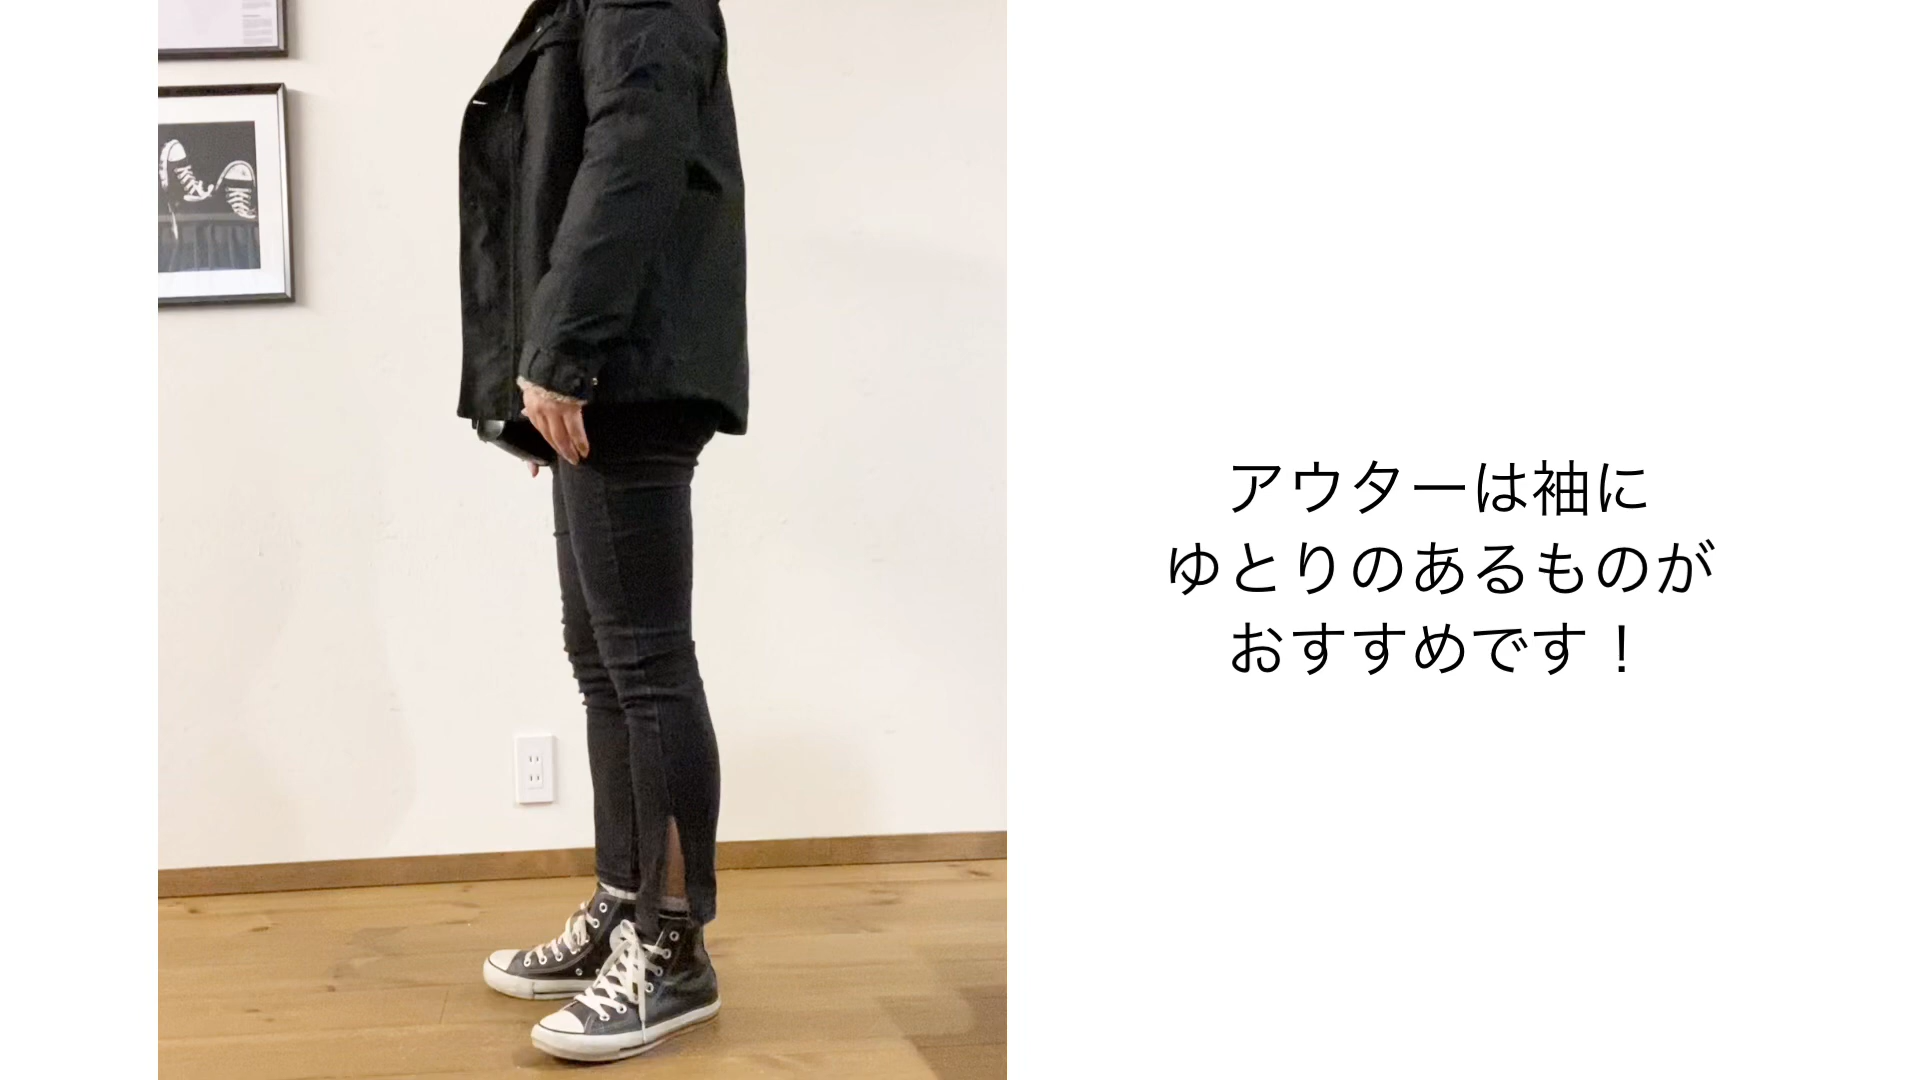 アウターは袖に
ゆとりのあるものが
おすすめです！